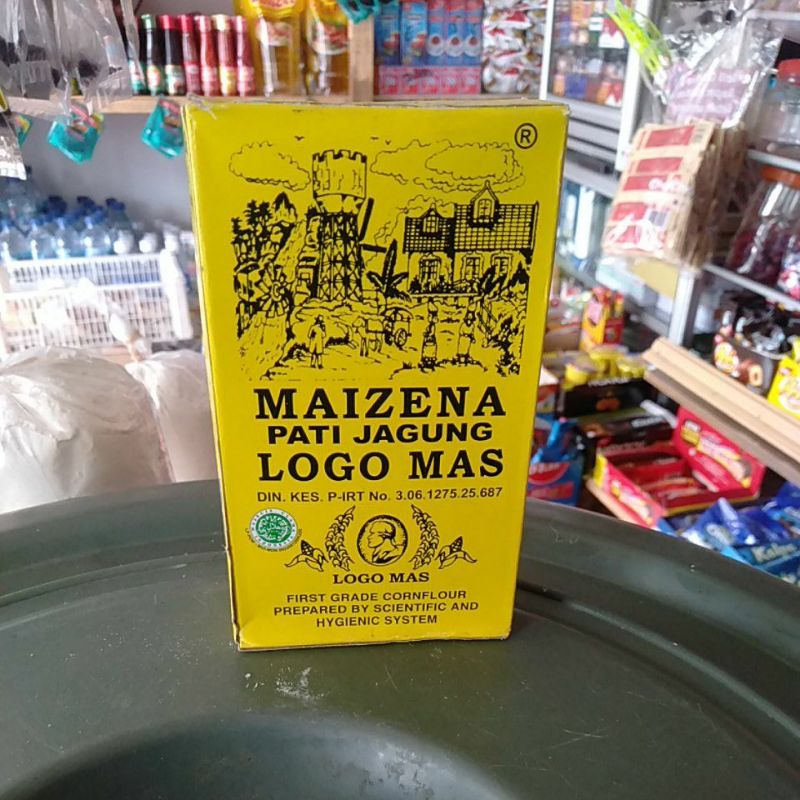 ®
MAIZENA
PATI JAGUNG
LOGO MAS
DIN. KES. P-IRT No. 3.06.1275.25.687
LOGO MAS
FIRST GRADE CORNFLOUR
PREPARED BY SCIENTIFIC AND
HYGIENIC SYSTEM